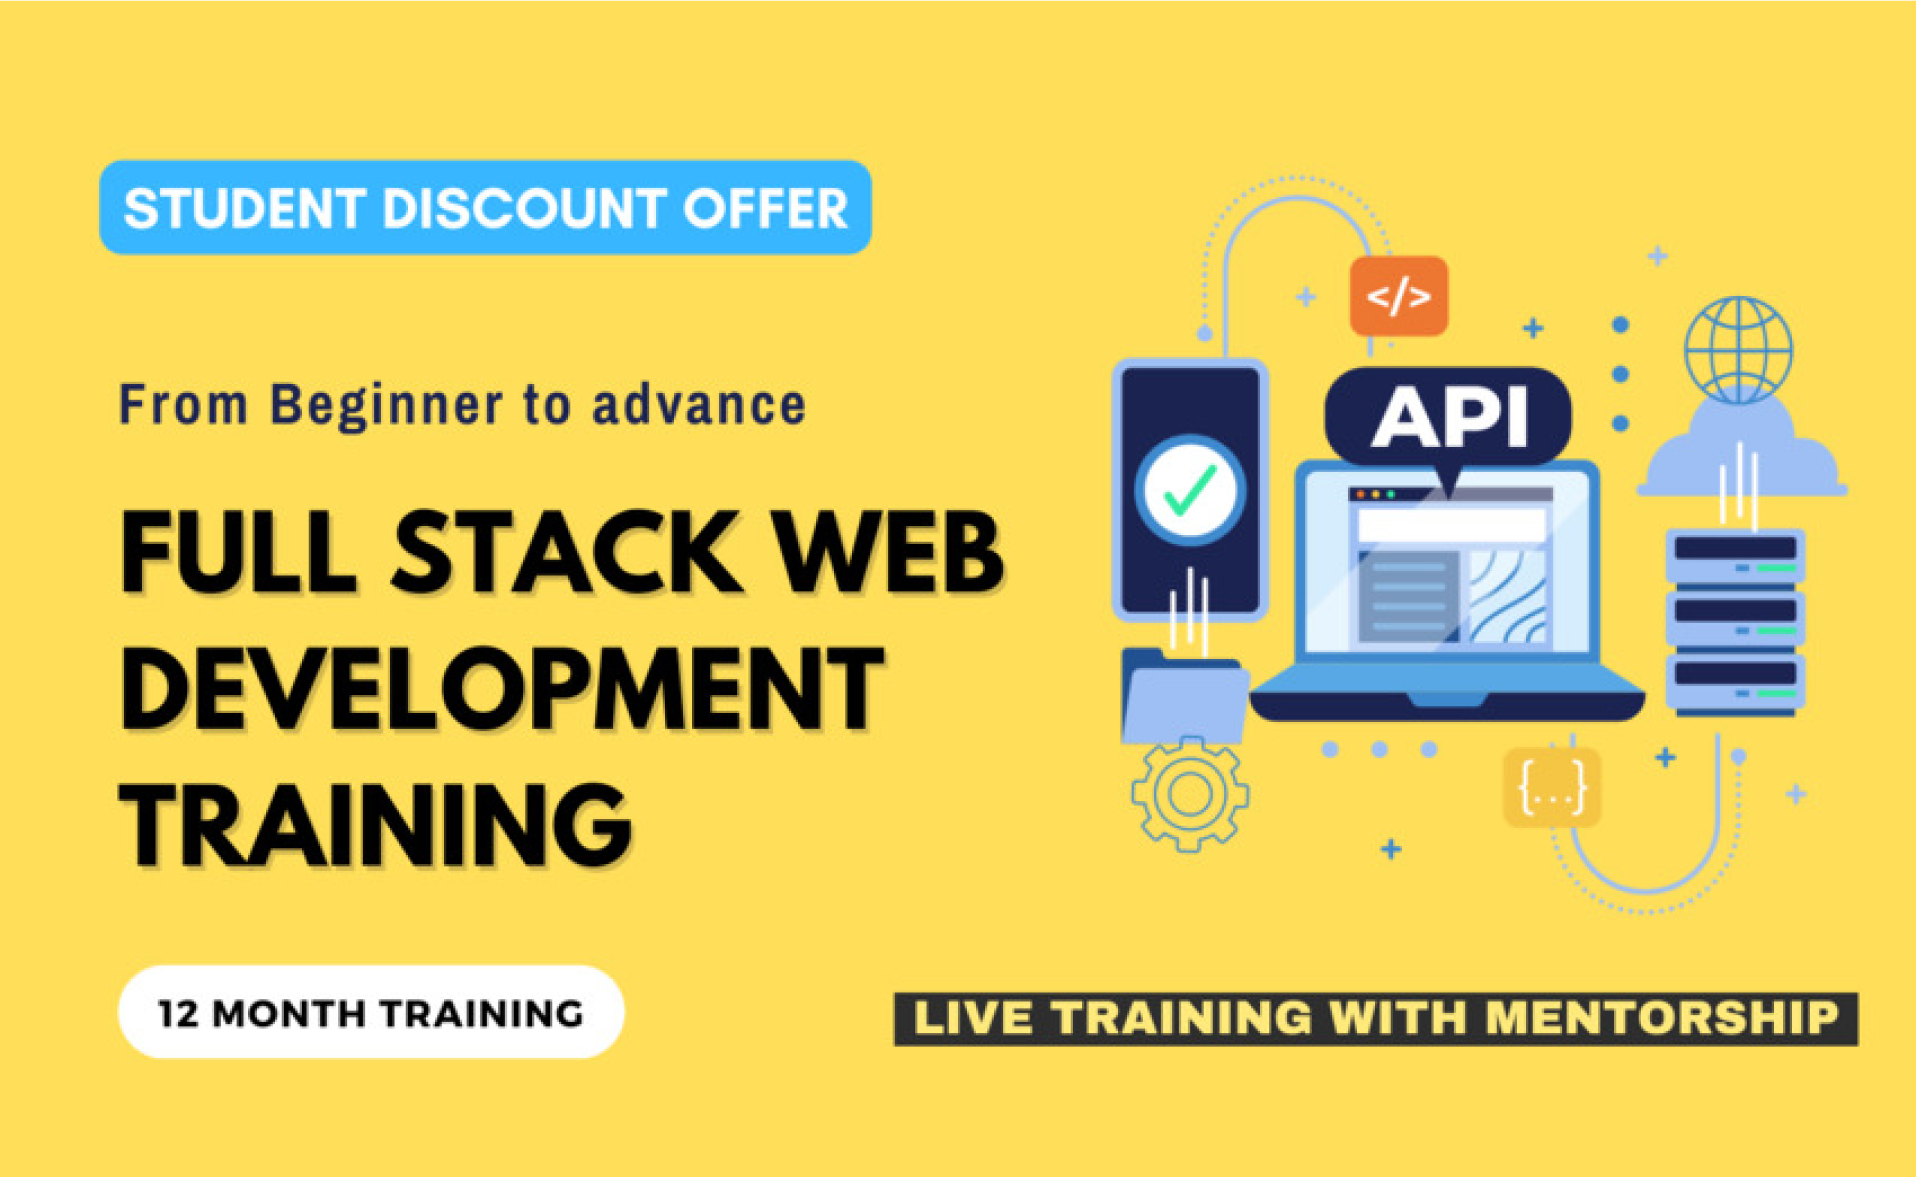 STUDENT DISCOUNT OFFER
From Beginner to advance
FULL STACK WEB
DEVELOPMENT
TRAINING
12 MONTH TRAINING
</>
API
{...}
LIVE TRAINING WITH MENTORSHIP